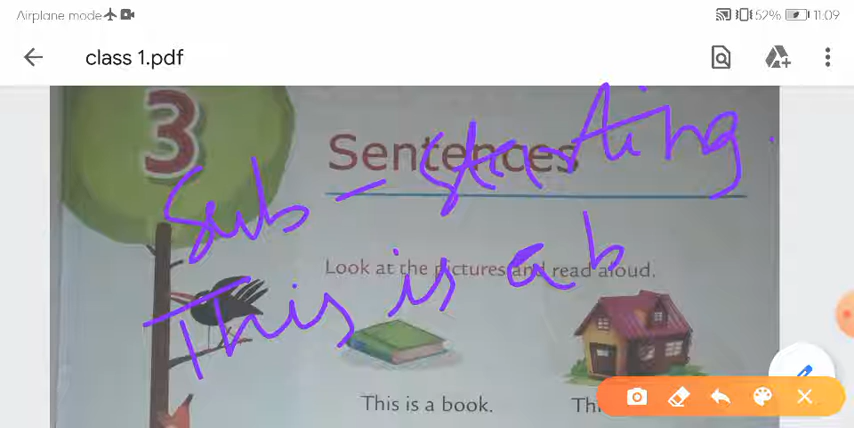 Airplane mode 52% 11:09
class 1.pdf
3
Sentences
Sub - starting.
Look at the pictures and read aloud.
This is a b
This is a book.